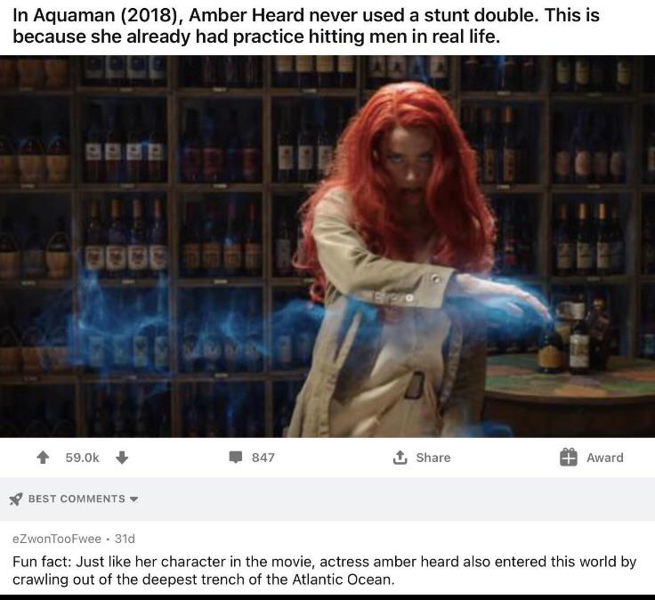 In Aquaman (2018), Amber Heard never used a stunt double. This is
because she already had practice hitting men in real life.
59.0k
847
Share
Award
BEST COMMENTS
eZwonTooFwee • 31d
Fun fact: Just like her character in the movie, actress amber heard also entered this world by
crawling out of the deepest trench of the Atlantic Ocean.